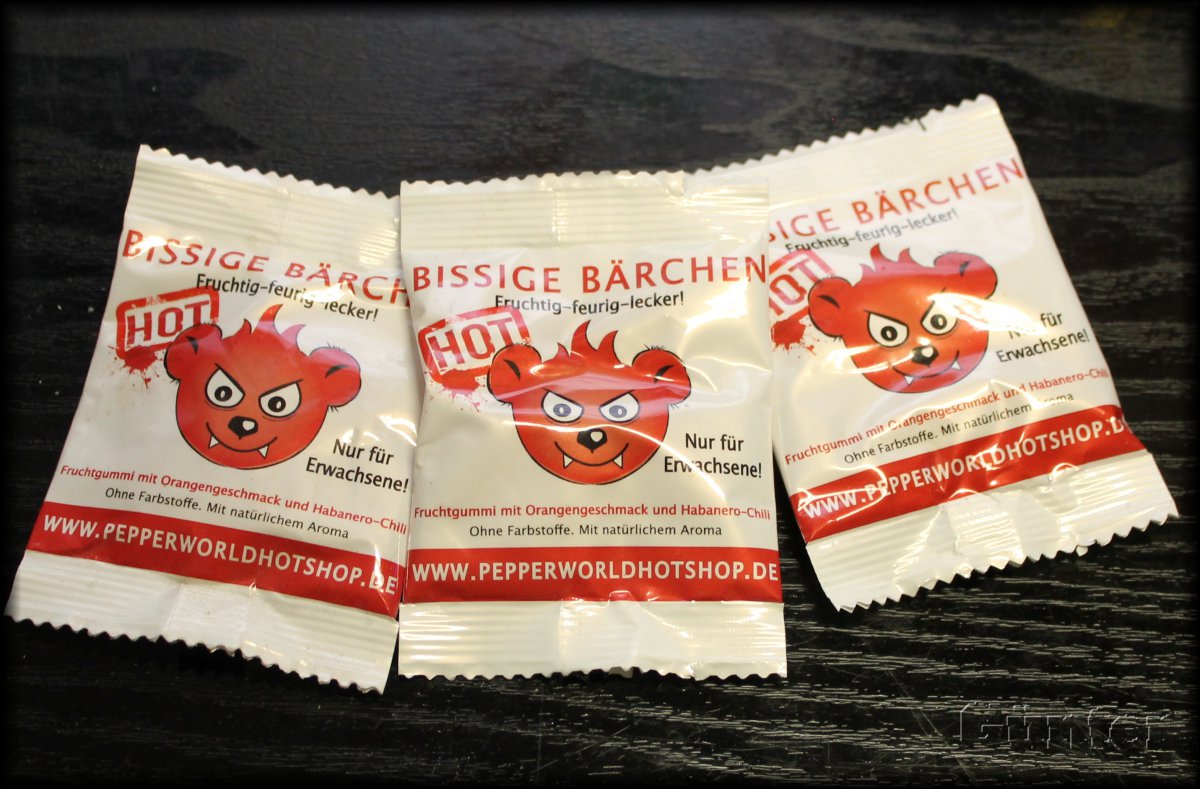 BISSIGE BÄRCH
Fruchtig-feurig-lecker!
HOT
Nur für
Erwachsene!
Fruchtgummi mit Orangengeschmack und Habanero-Chili
Ohne Farbstoffe. Mit natürlichem Aroma
WWW.PEPPERWORLDHOTSHOP.DE
BISSIGE BÄRCHEN
Fruchtig-feurig-lecker!
HOT
Nur für
Erwachsene!
Fruchtgummi mit Orangengeschmack und Habanero-Chili
Ohne Farbstoffe. Mit natürlichem Aroma
WWW.PEPPERWORLDHOTSHOP.DE
SIGE BÄRCHEN
Fruchtig-feurig-lecker!
HOT
Nur für
Erwachsene!
Fruchtgummi mit Orangengeschmack und Habanero-Chili
Ohne Farbstoffe. Mit natürlichem Aroma
WWW.PEPPERWORLDHOTSHOP.D
Günter